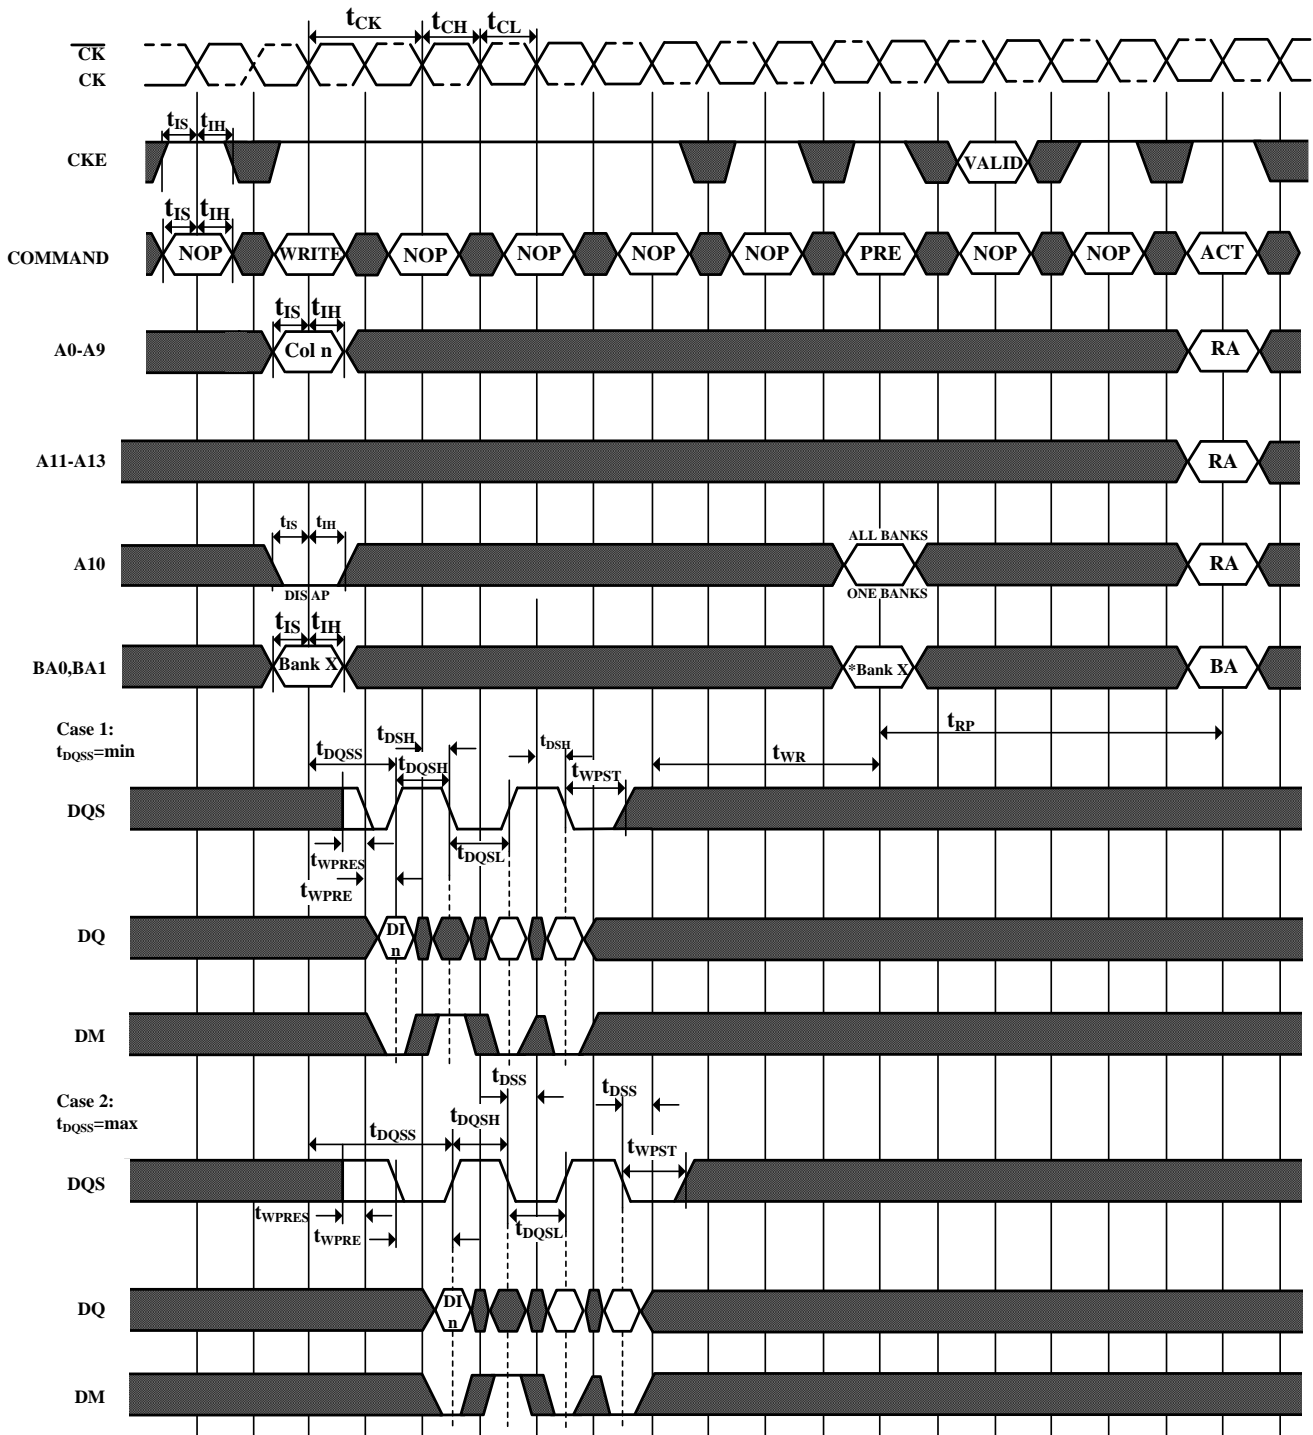 tCK tCH tCL
CK
CK
tIS tIH
CKE VALID
tIS tIH
COMMAND NOP WRITE NOP NOP NOP NOP PRE NOP NOP ACT
tIS tIH
A0-A9 Col n RA
A11-A13 RA
tIS tIH ALL BANKS
A10 RA
DIS AP ONE BANKS
tIS tIH
BA0,BA1 Bank X *Bank X BA
Case 1:
tDQSS=min
tDSH tDSH tRP
tDQSS tDQSH tWPST tWR
DQS
tWPRES tDQSL
tWPRE
DQ DI n
DM
Case 2:
tDQSS=max
tDSS tDSS
tDQSS tDQSH tWPST
DQS
tWPRES tWPRE tDQSL
DQ DI n
DM